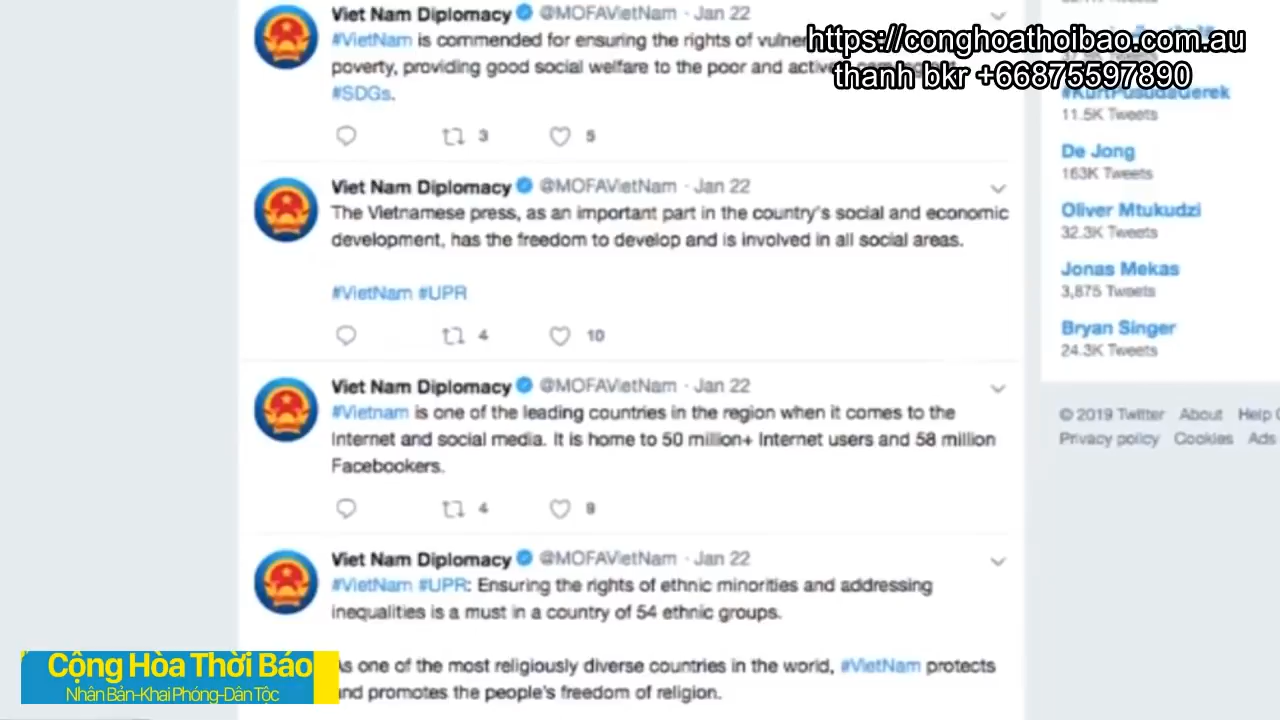 Viet Nam Diplomacy @MOFAVietNam · Jan 22
#VietNam is commended for ensuring the rights of
poverty, providing good social welfare to the poor and
#SDGs.
3 5
Viet Nam Diplomacy @MOFAVietNam · Jan 22
The Vietnamese press, as an important part in the country's social and economic
development, has the freedom to develop and is involved in all social areas.
#VietNam #UPR
4 10
Viet Nam Diplomacy @MOFAVietNam · Jan 22
#Vietnam is one of the leading countries in the region when it comes to the
Internet and social media. It is home to 50 million+ Internet users and 58 million
Facebookers.
4 9
Viet Nam Diplomacy @MOFAVietNam · Jan 22
#VietNam #UPR: Ensuring the rights of ethnic minorities and addressing
inequalities is a must in a country of 54 ethnic groups.
As one of the most religiously diverse countries in the world, #VietNam protects
and promotes the people's freedom of religion.
https://conghoathoibao.com.au
thanh bkr +66875597890
11.5K Tweets
De Jong
163K Tweets
Oliver Mtukudzi
32.3K Tweets
Jonas Mekas
3,875 Tweets
Bryan Singer
24.3K Tweets
© 2019 Twitter About Help
Privacy policy Cookies Ads
Cộng Hòa Thời Báo
Nhân Bản-Khai Phóng-Dân Tộc